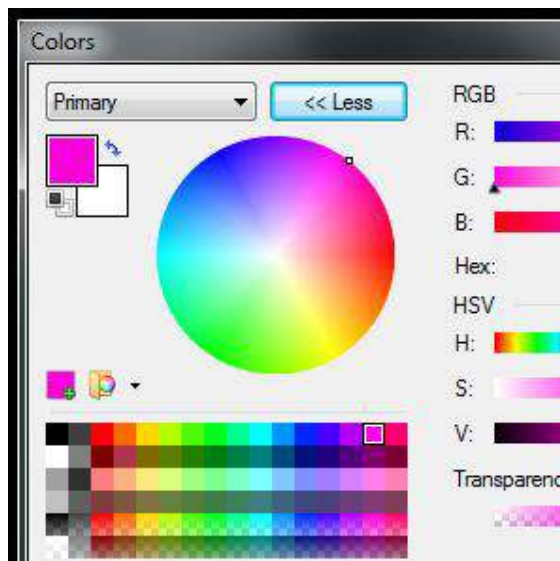 Colors
Primary
<< Less
RGB
R:
G:
B:
Hex:
HSV
H:
S:
V:
Transparenc